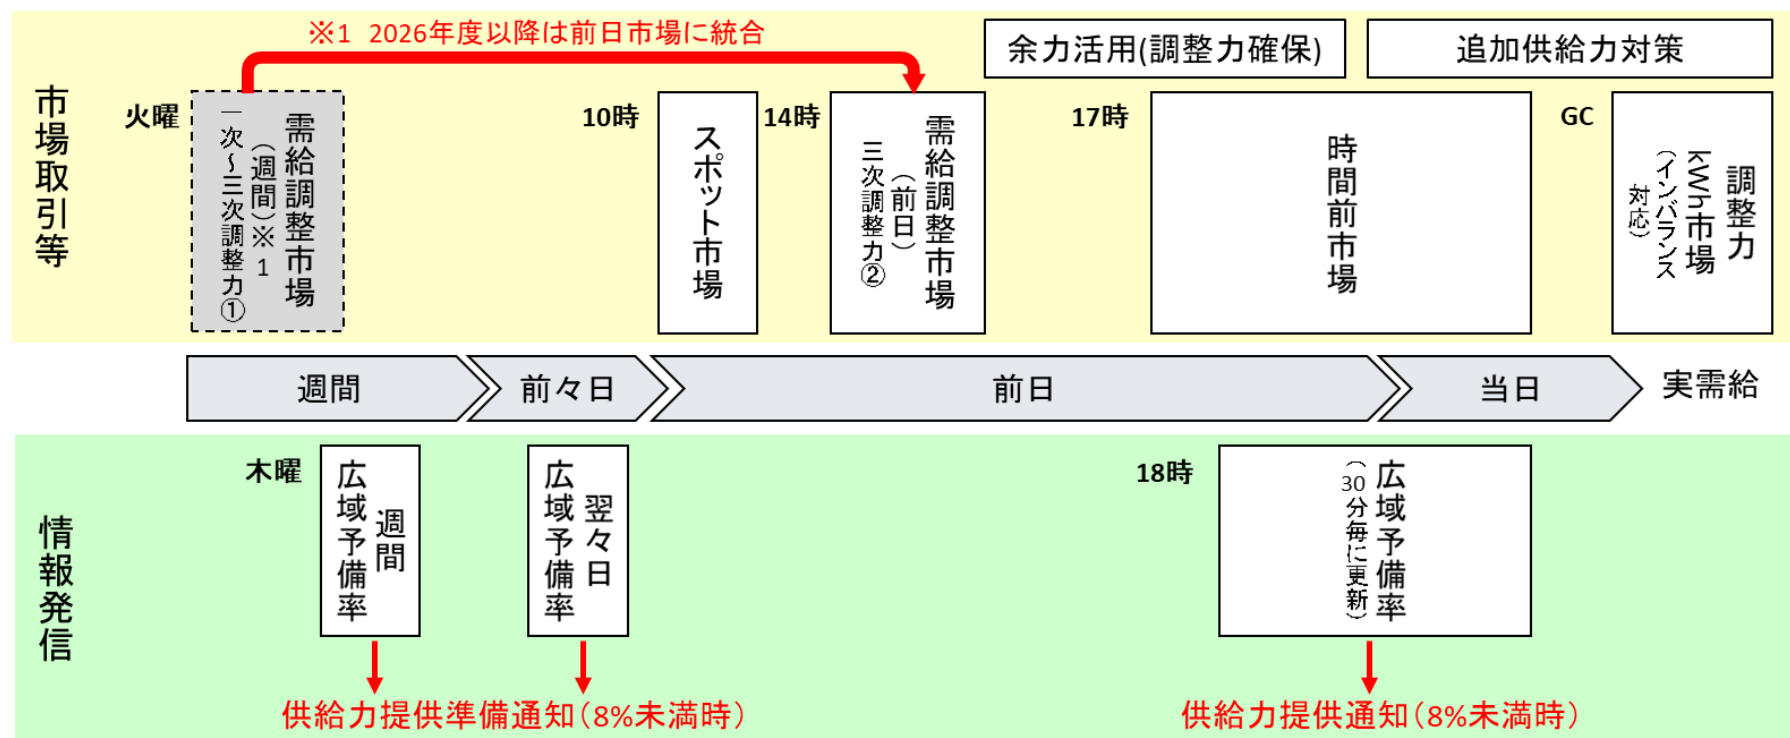 ※1 2026年度以降は前日市場に統合
余力活用(調整力確保)
追加供給力対策
市場取引等
火曜
需給調整市場
(週間)※1
一次~三次調整力①
10時
スポット市場
14時
需給調整市場
(前日)
三次調整力②
17時
時間前市場
GC
調整力
kWh市場
(インバランス
対応)
週間
前々日
前日
当日
実需給
情報発信
木曜
週間
広域予備率
翌々日
広域予備率
18時
広域予備率
(30分毎に更新)
供給力提供準備通知(8%未満時)
供給力提供通知(8%未満時)